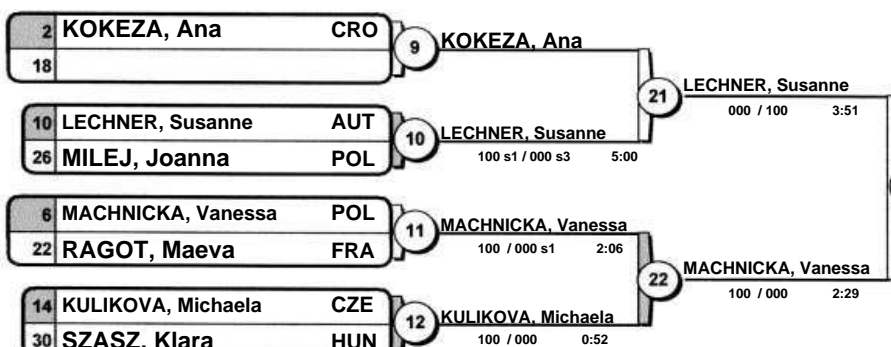 2 KOKEZA, Ana CRO
18
9
KOKEZA, Ana
LECHNER, Susanne
21
000 / 100 3:51
10 LECHNER, Susanne AUT
26 MILEJ, Joanna POL
10
LECHNER, Susanne
100 s1 / 000 s3 5:00
6 MACHNICKA, Vanessa POL
22 RAGOT, Maeva FRA
11
MACHNICKA, Vanessa
100 / 000 s1 2:06
22
MACHNICKA, Vanessa
100 / 000 2:29
14 KULIKOVA, Michaela CZE
30 SZASZ, Klara HUN
12
KULIKOVA, Michaela
100 / 000 0:52